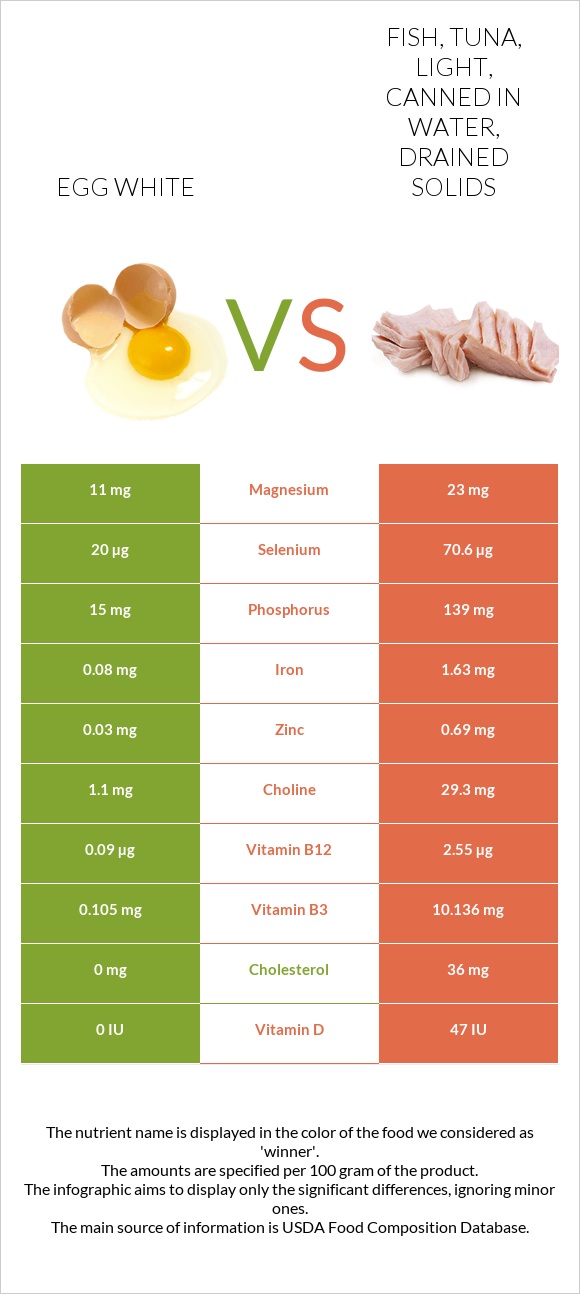 EGG WHITE
FISH, TUNA,
LIGHT,
CANNED IN
WATER,
DRAINED
SOLIDS
VS
11 mg Magnesium 23 mg
20 µg Selenium 70.6 µg
15 mg Phosphorus 139 mg
0.08 mg Iron 1.63 mg
0.03 mg Zinc 0.69 mg
1.1 mg Choline 29.3 mg
0.09 µg Vitamin B12 2.55 µg
0.105 mg Vitamin B3 10.136 mg
0 mg Cholesterol 36 mg
0 IU Vitamin D 47 IU
The nutrient name is displayed in the color of the food we considered as
'winner'.
The amounts are specified per 100 gram of the product.
The infographic aims to display only the significant differences, ignoring minor
ones.
The main source of information is USDA Food Composition Database.